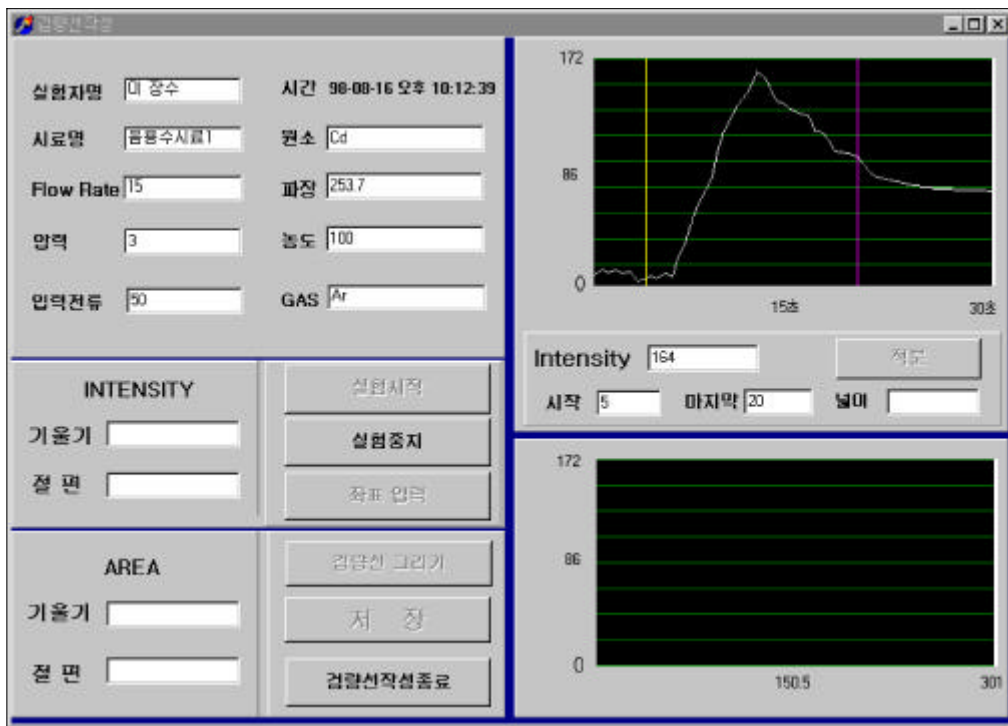 검량선작성
실험자명 이 장수 시간 98-08-16 오후 10:12:39
시료명 음용수시료1 원소 Cd
Flow Rate 15 파장 253.7
압력 3 농도 100
입력전류 50 GAS Ar
INTENSITY
기울기
절 편
실험시작
실험중지
좌표 입력
AREA
기울기
절 편
검량선 그리기
저 장
검량선작성종료
172
86
0
15초 30초
Intensity 164 적분
시작 5 마지막 20 넓이
172
86
0
150.5 301